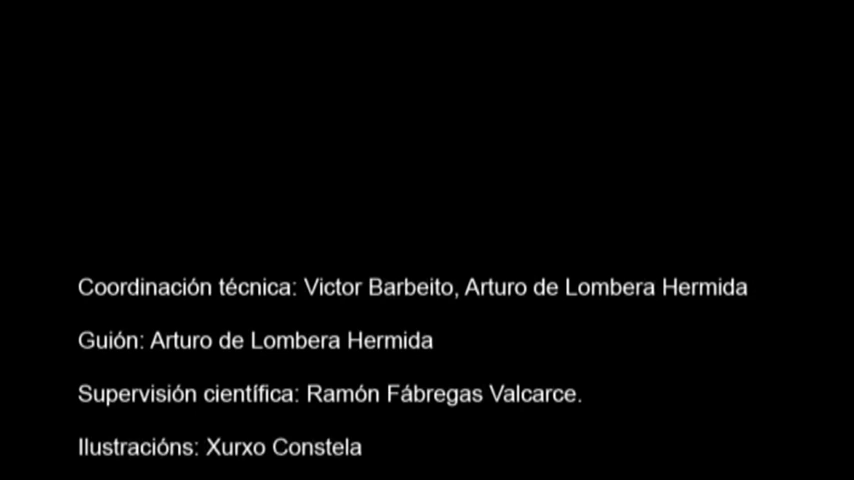 Coordinación técnica: Victor Barbeito, Arturo de Lombera Hermida
Guión: Arturo de Lombera Hermida
Supervisión científica: Ramón Fábregas Valcarce.
Ilustracións: Xurxo Constela